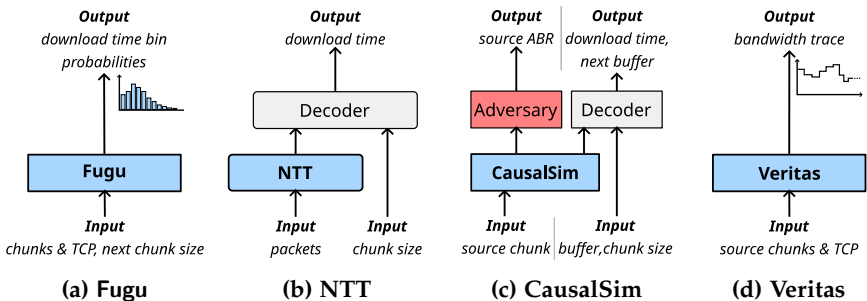 Output
download time bin
probabilities
Fugu
Input
chunks & TCP, next chunk size
(a) Fugu
Output
download time
Decoder
NTT
Input
packets
Input
chunk size
(b) NTT
Output
source ABR
Output
download time,
next buffer
Adversary
Decoder
CausalSim
Input
source chunk
Input
buffer,chunk size
(c) CausalSim
Output
bandwidth trace
Veritas
Input
source chunks & TCP
(d) Veritas